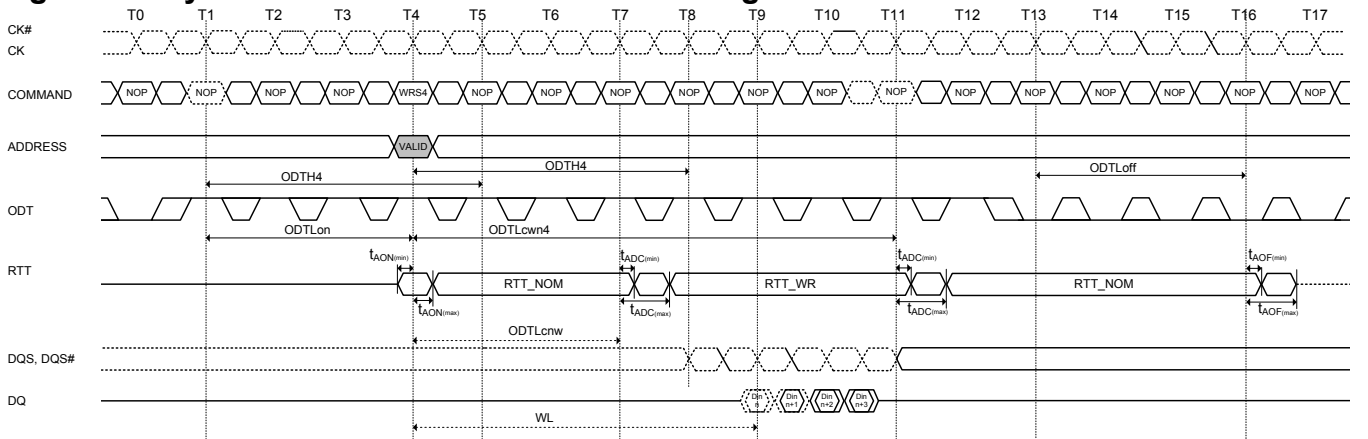 T0 T1 T2 T3 T4 T5 T6 T7 T8 T9 T10 T11 T12 T13 T14 T15 T16 T17
CK#
CK
COMMAND NOP NOP NOP NOP WRS4 NOP NOP NOP NOP NOP NOP NOP NOP NOP NOP NOP NOP NOP
ADDRESS VALID
ODTH4 ODTH4 ODTLoff
ODT
ODTLon ODTLcwn4
tAON(min) tADC(min) tADC(min) tAOF(min)
RTT RTT_NOM RTT_WR RTT_NOM
tAON(max) tADC(max) tADC(max) tAOF(max)
ODTLcnw
DQS, DQS#
DQ Din n Din n+1 Din n+2 Din n+3
WL